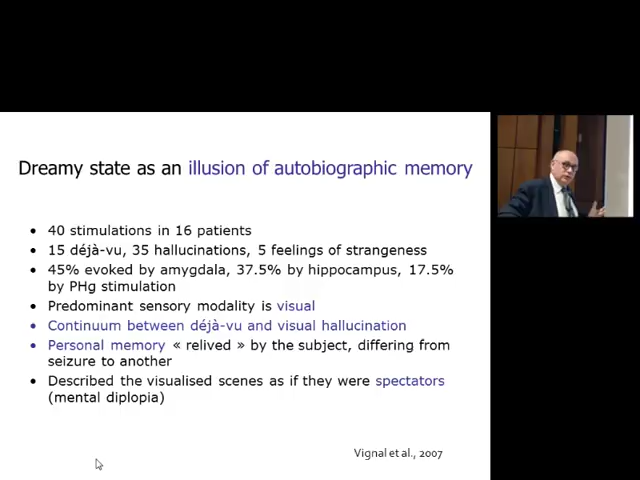 Dreamy state as an illusion of autobiographic memory
• 40 stimulations in 16 patients
• 15 déjà-vu, 35 hallucinations, 5 feelings of strangeness
• 45% evoked by amygdala, 37.5% by hippocampus, 17.5%
by PHg stimulation
• Predominant sensory modality is visual
• Continuum between déjà-vu and visual hallucination
• Personal memory « relived » by the subject, differing from
seizure to another
• Described the visualised scenes as if they were spectators
(mental diplopia)
Vignal et al., 2007